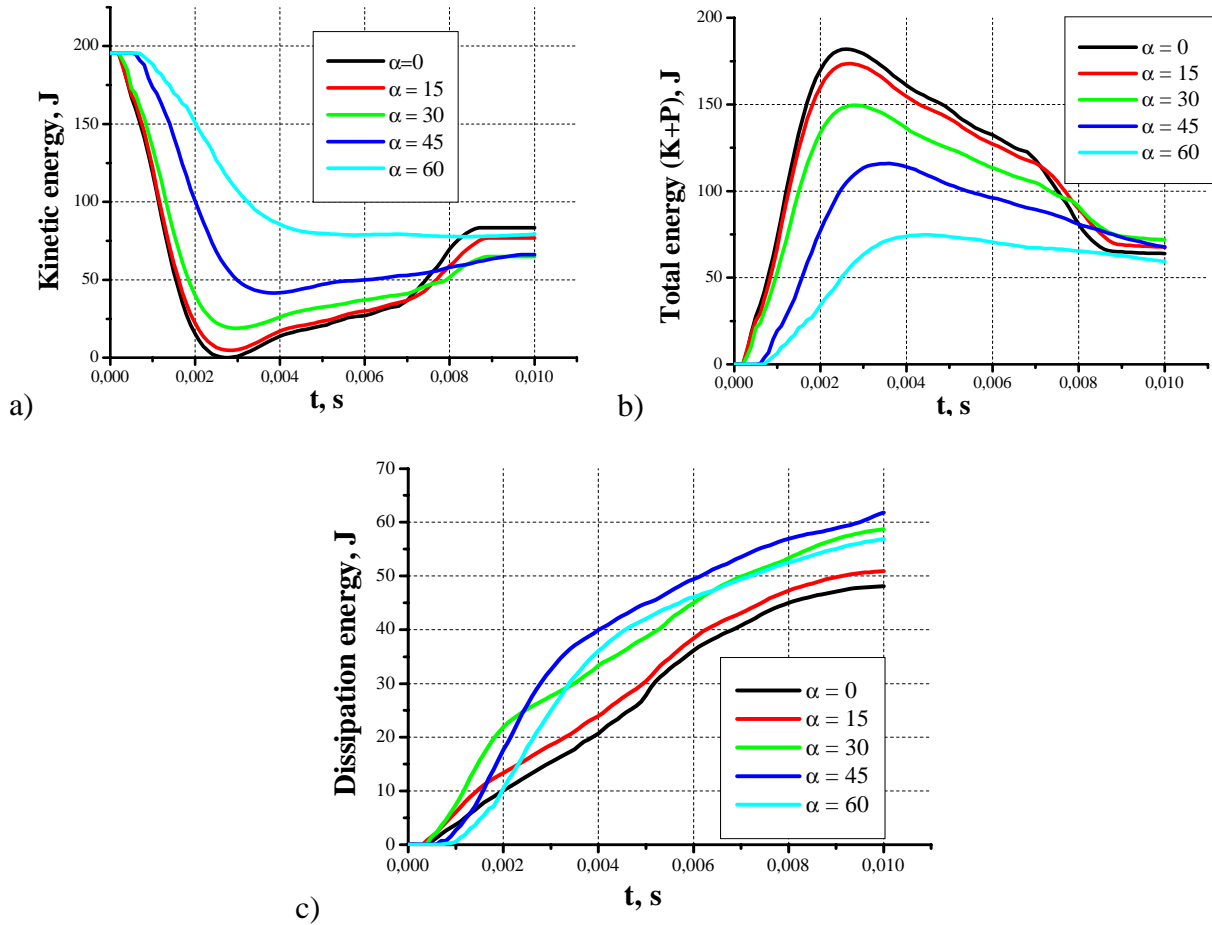 Kinetic energy, J
200
150
100
50
0
0,000 0,002 0,004 0,006 0,008 0,010
t, s
α=0
α = 15
α = 30
α = 45
α = 60
a)
Total energy (K+P), J
200
150
100
50
0
0,000 0,002 0,004 0,006 0,008 0,010
t, s
α = 0
α = 15
α = 30
α = 45
α = 60
b)
Dissipation energy, J
70
60
50
40
30
20
10
0
0,000 0,002 0,004 0,006 0,008 0,010
t, s
α = 0
α = 15
α = 30
α = 45
α = 60
c)